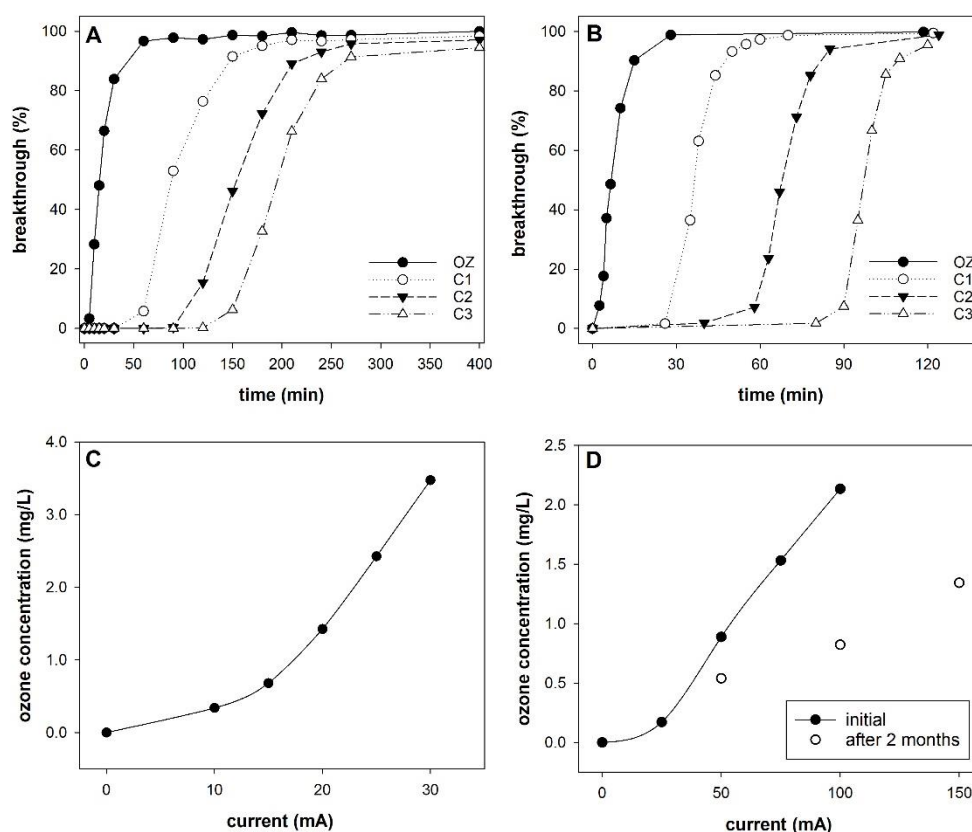 A
breakthrough (%)
100
80
60
40
20
0
OZ
C1
C2
C3
0 50 100 150 200 250 300 350 400
time (min)
B
breakthrough (%)
100
80
60
40
20
0
OZ
C1
C2
C3
0 30 60 90 120
time (min)
C
ozone concentration (mg/L)
4.0
3.0
2.0
1.0
0.0
0 10 20 30
current (mA)
D
ozone concentration (mg/L)
2.5
2.0
1.5
1.0
0.5
0.0
initial
after 2 months
0 50 100 150
current (mA)